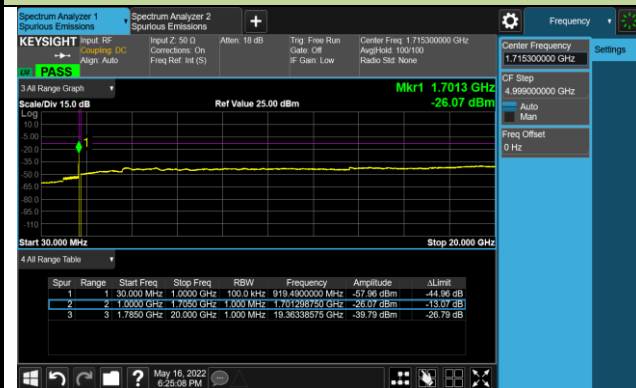 Spectrum Analyzer 1
Spurious Emissions
Spectrum Analyzer 2
Spurious Emissions
+
Frequency
KEYSIGHT
Input: RF
Coupling: DC
Align: Auto
Input Z: 50 Ω
Corrections: On
Freq Ref: Int (S)
Atten: 18 dB
Trig: Free Run
Gate: Off
IF Gain: Low
Center Freq: 1.715300000 GHz
Avg|Hold: 100/100
Radio Std: None
PASS
Center Frequency
1.715300000 GHz
Settings
CF Step
4.999000000 GHz
Auto
Man
Freq Offset
0 Hz
3 All Range Graph
Mkr1 1.7013 GHz
Scale/Div 15.0 dB
Ref Value 25.00 dBm
-26.07 dBm
Log
10.0
-5.00
-20.0
-35.0
-50.0
-65.0
-80.0
-95.0
-110
1
Start 30.000 MHz
Stop 20.000 GHz
4 All Range Table
Spur Range Start Freq Stop Freq RBW Frequency Amplitude ΔLimit
1 1 30.000 MHz 1.0000 GHz 100.0 kHz 919.4900000 MHz -57.96 dBm -44.96 dB
2 2 1.0000 GHz 1.7050 GHz 1.000 MHz 1.701298750 GHz -26.07 dBm -13.07 dB
3 3 1.7850 GHz 20.000 GHz 1.000 MHz 19.36338575 GHz -39.79 dBm -26.79 dB
?
May 16, 2022
6:25:08 PM